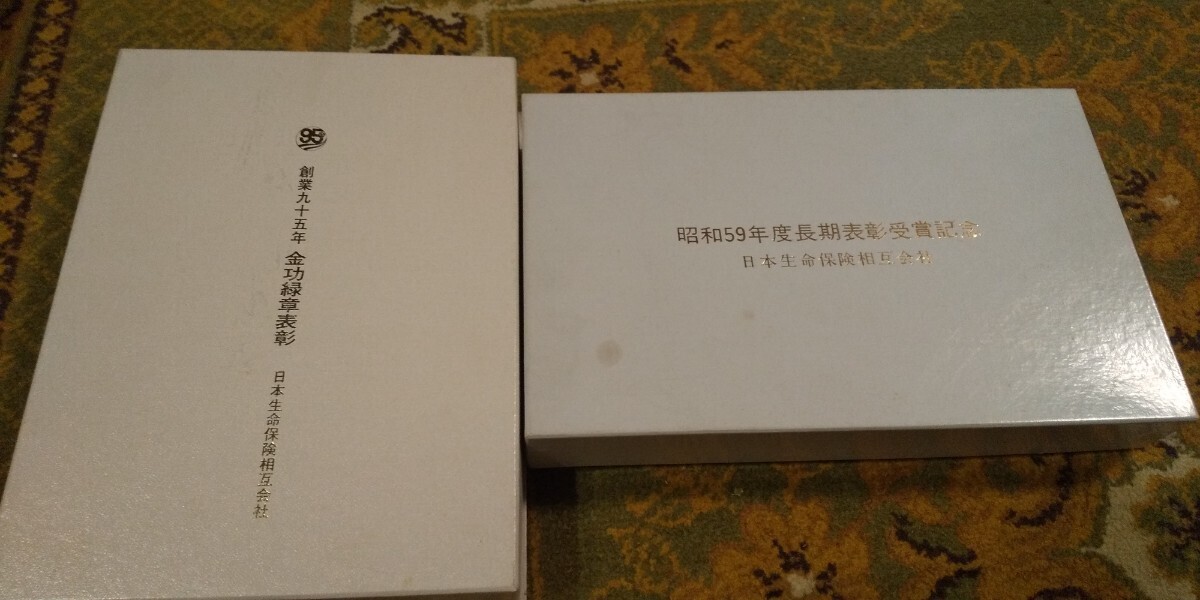 95
創業九十五年 金功緑章表彰 日本生命保険相互会社
昭和59年度長期表彰受賞記念
日本生命保険相互会社